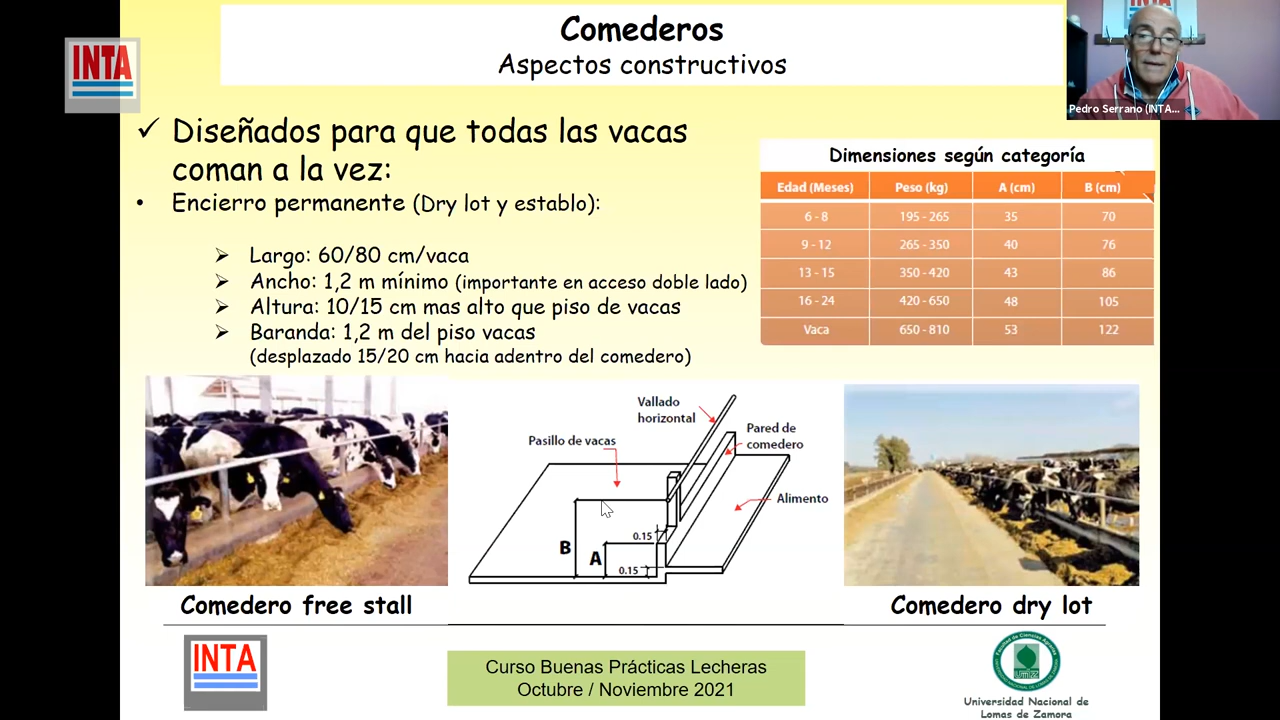 Comederos
Aspectos constructivos
INTA
Pedro Serrano (INTA...
✓ Diseñados para que todas las vacas
coman a la vez:
• Encierro permanente (Dry lot y establo):
➢ Largo: 60/80 cm/vaca
➢ Ancho: 1,2 m mínimo (importante en acceso doble lado)
➢ Altura: 10/15 cm mas alto que piso de vacas
➢ Baranda: 1,2 m del piso vacas
(desplazado 15/20 cm hacia adentro del comedero)
Dimensiones según categoría
Edad (Meses) Peso (kg) A (cm) B (cm)
6 - 8 195 - 265 35 70
9 - 12 265 - 350 40 76
13 - 15 350 - 420 43 86
16 - 24 420 - 650 48 105
Vaca 650 - 810 53 122
Vallado
horizontal
Pasillo de vacas
Pared de
comedero
Alimento
0.15
B
A
0.15
Comedero free stall
Comedero dry lot
INTA
Curso Buenas Prácticas Lecheras
Octubre / Noviembre 2021
Universidad Nacional de
Lomas de Zamora